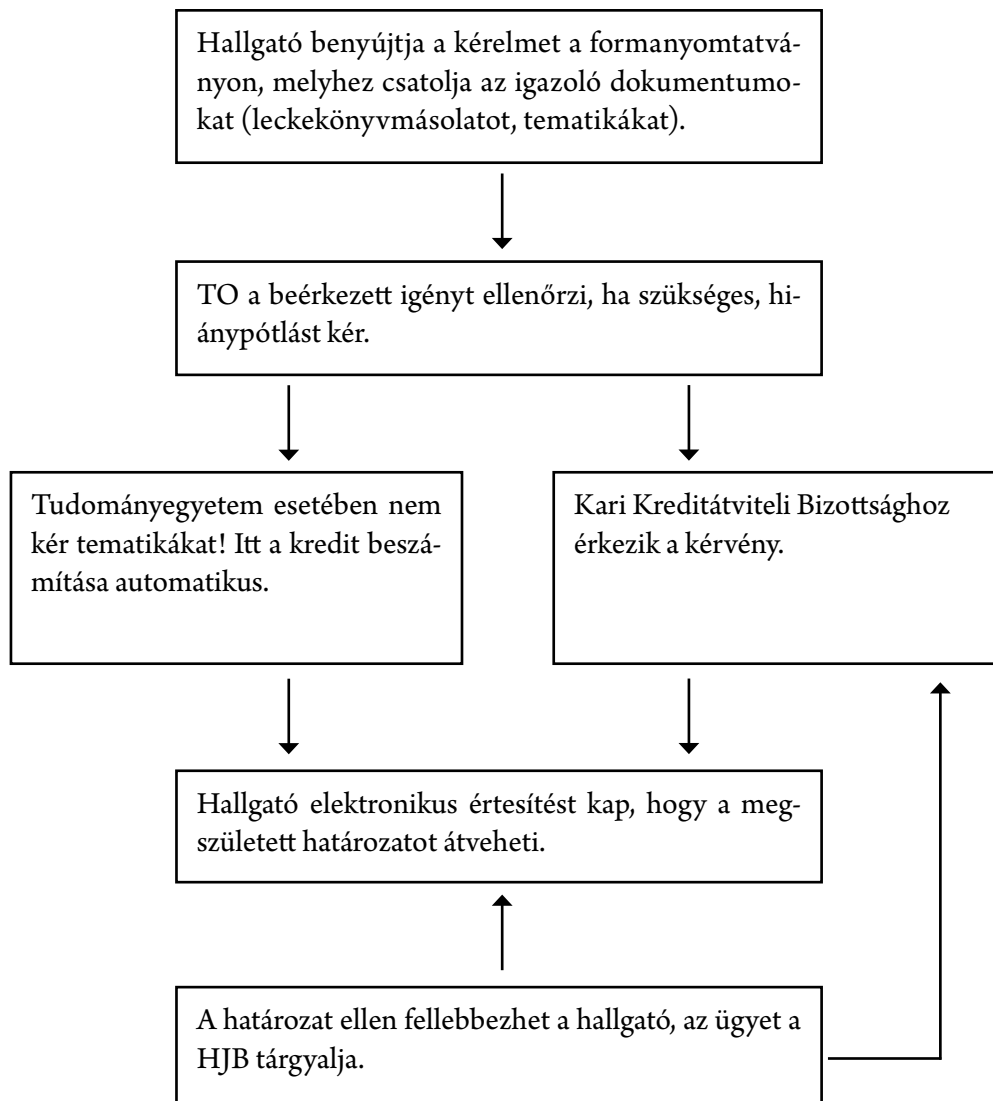 Hallgató benyújtja a kérelmet a formanyomtatvá-
nyon, melyhez csatolja az igazoló dokumentumo-
kat (leckekönyvmásolatot, tematikákat).
TO a beérkezett igényt ellenőrzi, ha szükséges, hi-
ánypótlást kér.
Tudományegyetem esetében nem
kér tematikákat! Itt a kredit beszá-
mítása automatikus.
Kari Kreditátviteli Bizottsághoz
érkezik a kérvény.
Hallgató elektronikus értesítést kap, hogy a meg-
született határozatot átveheti.
A határozat ellen fellebbezhet a hallgató, az ügyet a
HJB tárgyalja.